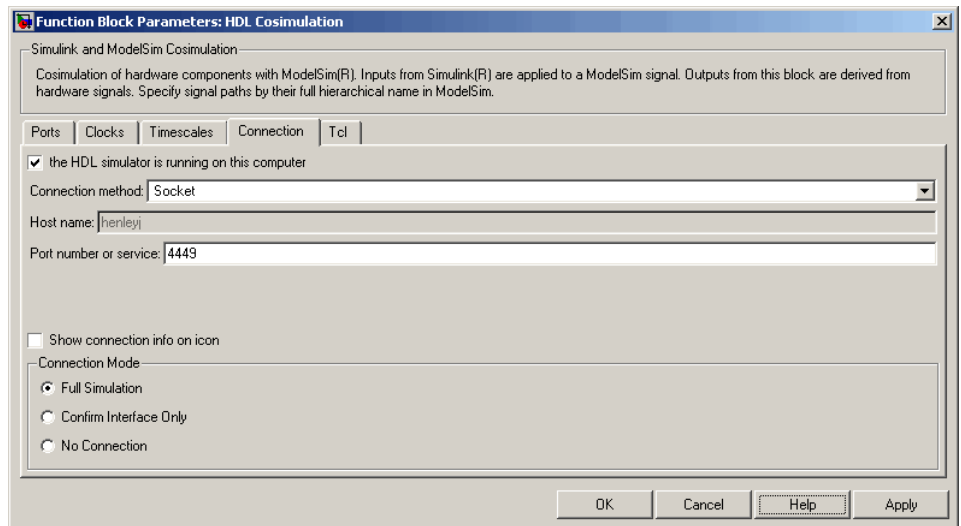 Function Block Parameters: HDL Cosimulation
Simulink and ModelSim Cosimulation
Cosimulation of hardware components with ModelSim(R). Inputs from Simulink(R) are applied to a ModelSim signal. Outputs from this block are derived from
hardware signals. Specify signal paths by their full hierarchical name in ModelSim.
Ports Clocks Timescales Connection Tcl
the HDL simulator is running on this computer
Connection method: Socket
Host name: henleyj
Port number or service: 4449
Show connection info on icon
Connection Mode
Full Simulation
Confirm Interface Only
No Connection
OK Cancel Help Apply